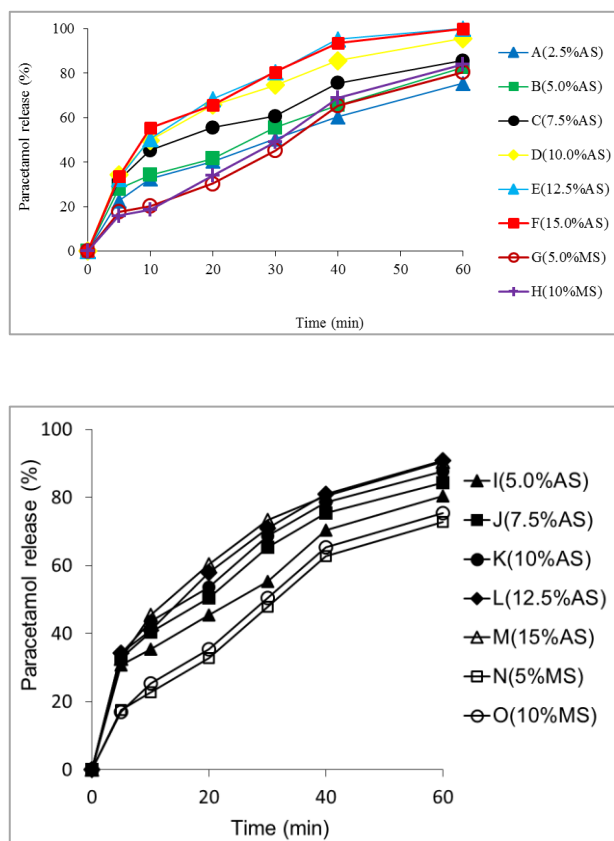 Paracetamol release (%)
100
80
60
40
20
0
0
10
20
30
40
50
60
Time (min)
A(2.5%AS)
B(5.0%AS)
C(7.5%AS)
D(10.0%AS)
E(12.5%AS)
F(15.0%AS)
G(5.0%MS)
H(10%MS)
Paracetamol release (%)
100
80
60
40
20
0
0
20
40
60
Time (min)
I(5.0%AS)
J(7.5%AS)
K(10%AS)
L(12.5%AS)
M(15%AS)
N(5%MS)
O(10%MS)